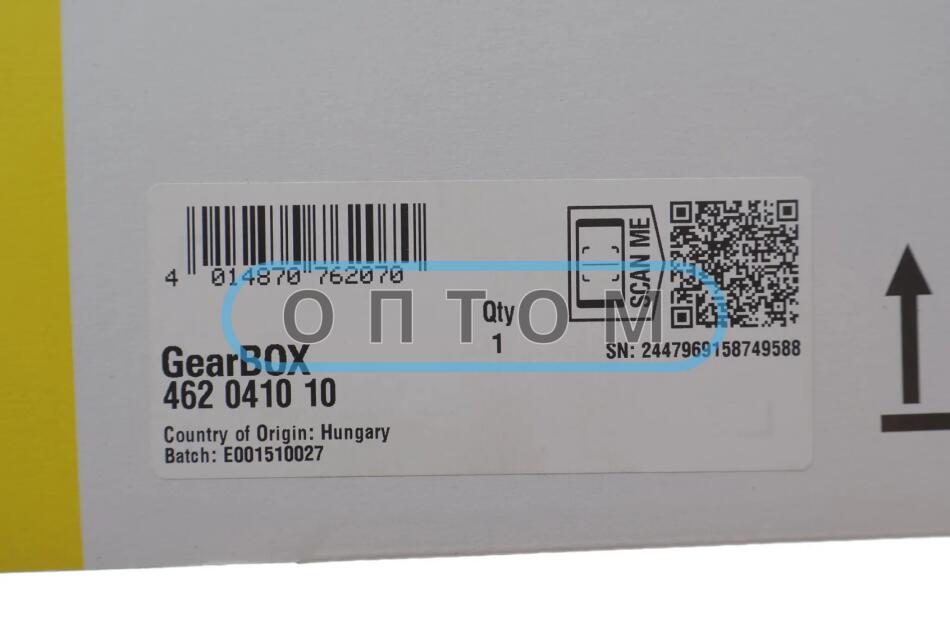 4 014870 762070
SCAN ME
ОПТОМ
Qty
1
SN: 2447969158749588
GearBOX
462 0410 10
Country of Origin: Hungary
Batch: E001510027